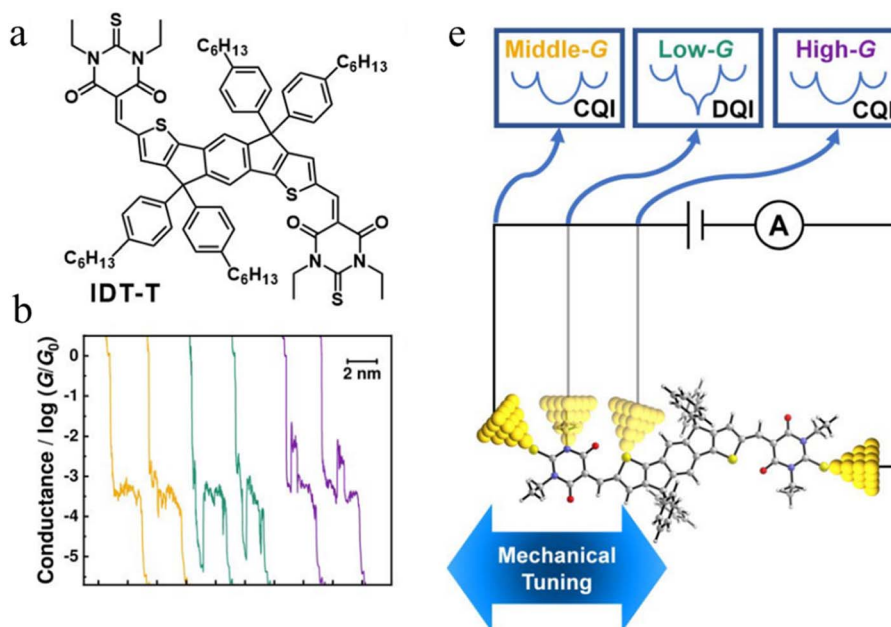 a
N N
S
O O
C6H13
C6H13
S
S
C6H13
C6H13
O O
N N
S
IDT-T
b
Conductance / log (G/G0)
0
-1
-2
-3
-4
-5
2 nm
e
Middle-G
CQI
Low-G
DQI
High-G
CQI
A
Mechanical
Tuning